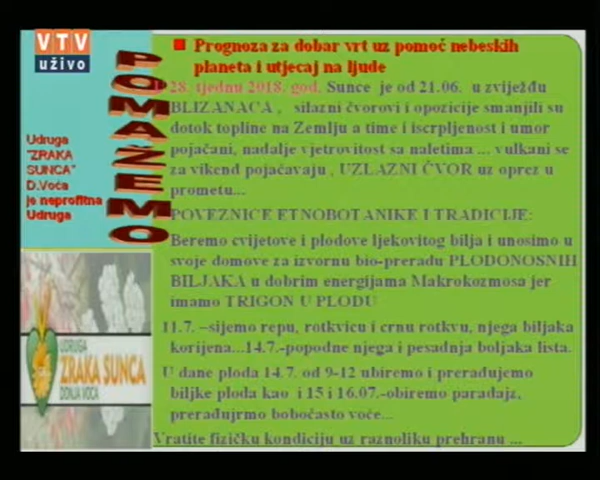 VTV
uživo
POMAŽEMO
Udruga
"ZRAKA
SUNCA"
D.Voća
je neprofitna
Udruga
UDRUGA
ZRAKA SUNCA
DONJA VOĆA
Prognoza za dobar vrt uz pomoć nebeskih
planeta i utjecaj na ljude
U 28. tjednu 2018. god. Sunce je od 21.06. u zviježđu
BLIZANACA , silazni čvorovi i opozicije smanjili su
dotok topline na Zemlju a time i iscrpljenost i umor
pojačani, nadalje vjetrovitost sa naletima ... vulkani se
za vikend pojačavaju , UZLAZNI ČVOR uz oprez u
prometu...
POVEZNICE ETNOBOTANIKE I TRADICIJE:
Beremo cvijetove i plodove ljekovitog bilja i unosimo u
svoje domove za izvornu bio-preradu PLODONOSNIH
BILJAKA u dobrim energijama Makrokozmosa jer
imamo TRIGON U PLODU
11.7. –sijemo repu, rotkvicu i crnu rotkvu, njega biljaka
korijena...14.7.-popodne njega i pesadnja boljaka lista.
U dane ploda 14.7. od 9-12 ubiremo i prerađujemo
biljke ploda kao i 15 i 16.07.-obiremo paradajz,
prerađujrmo bobočasto voće...
Vratite fizičku kondiciju uz raznoliku prehranu ...